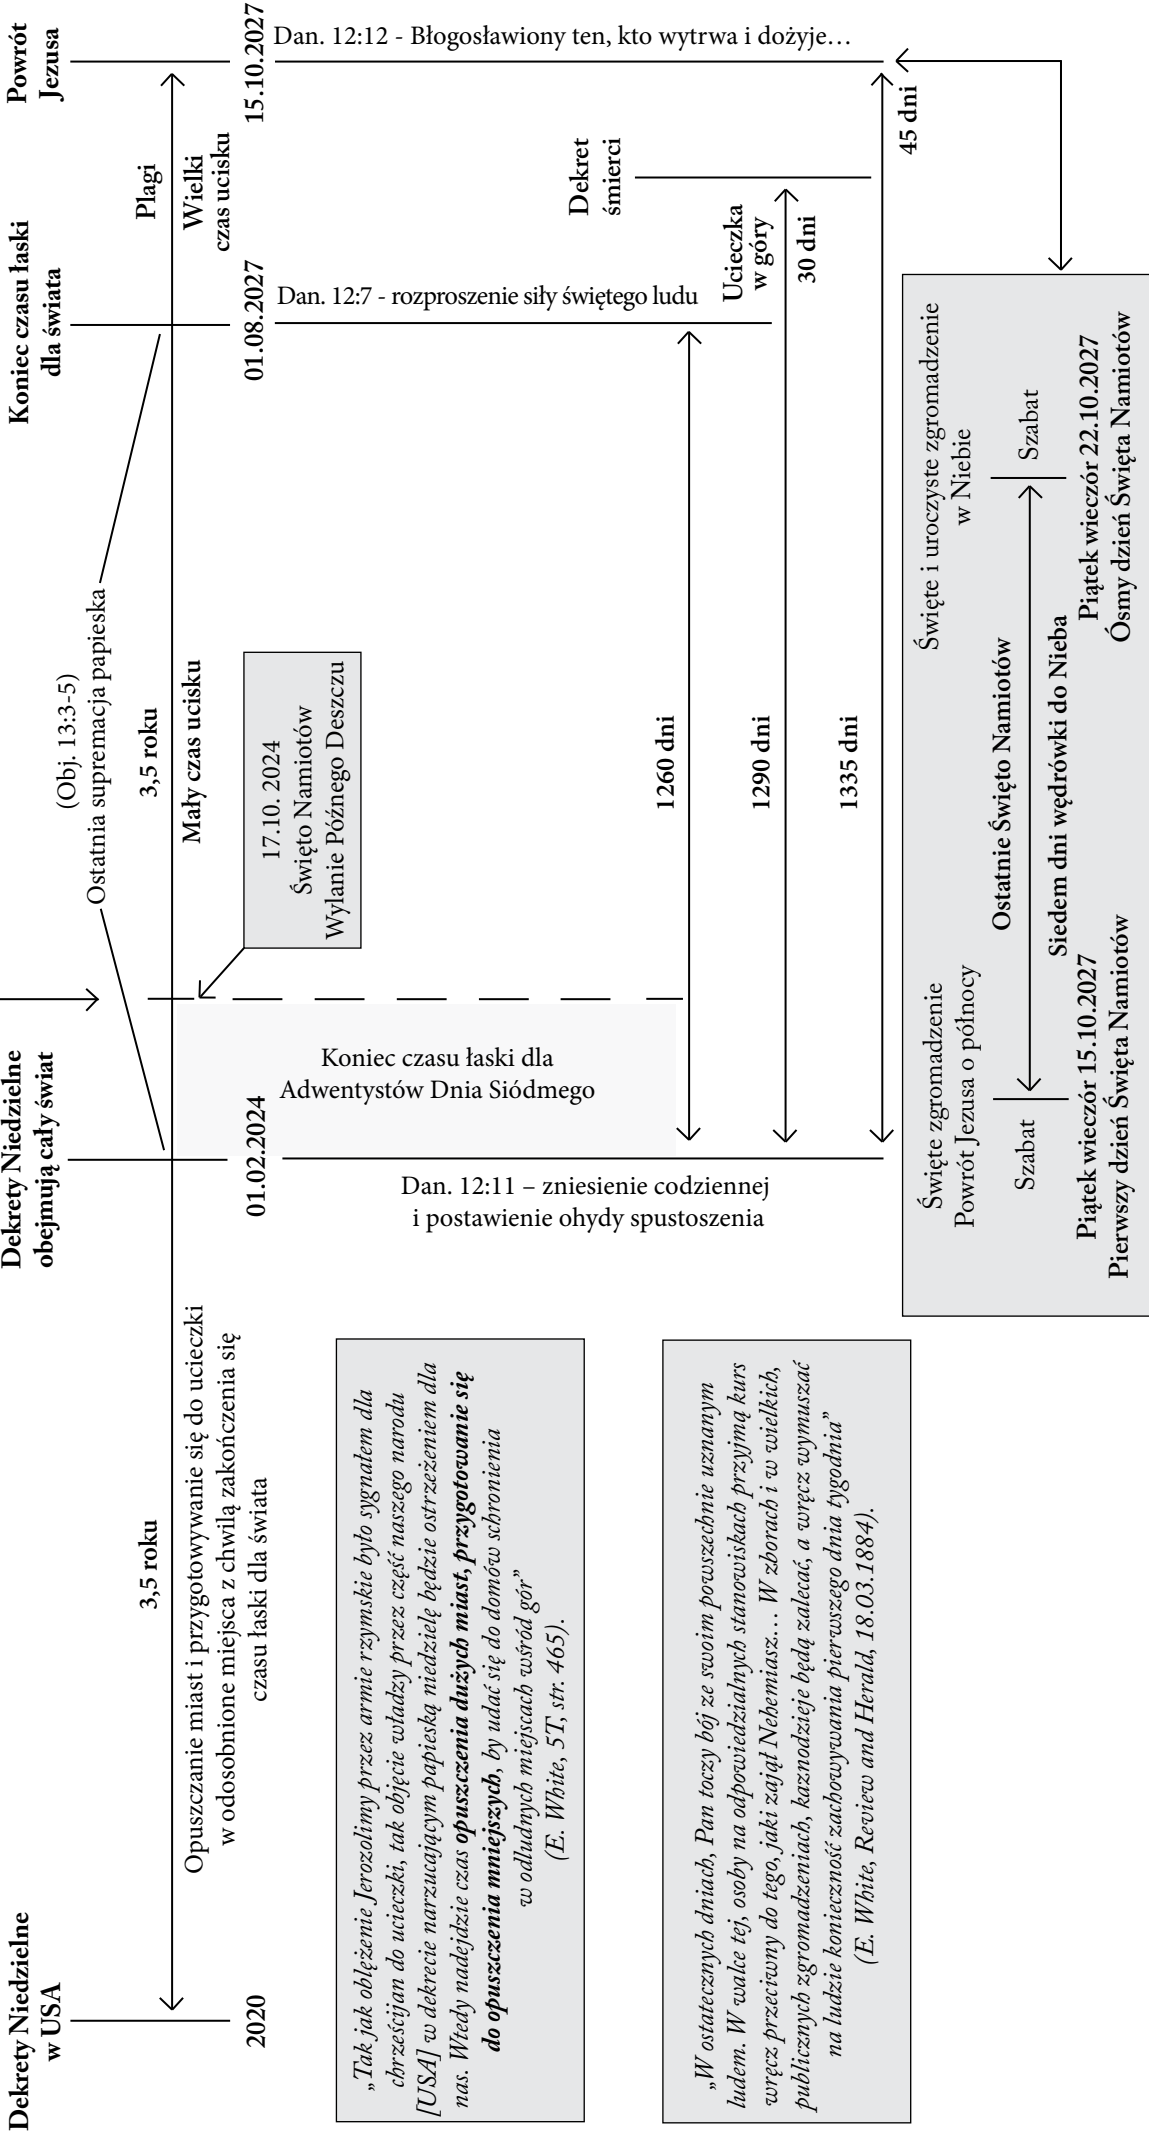 Dekrety Niedzielne
w USA
Dekrety Niedzielne
obejmują cały świat
Koniec czasu łaski
dla świata
Powrót
Jezusa
(Obj. 13:3-5)
Ostatnia supremacja papieska
3,5 roku
3,5 roku
Plagi
Opuszczanie miast i przygotowywanie się do ucieczki
w odosobnione miejsca z chwilą zakończenia się
czasu łaski dla świata
Mały czas ucisku
Wielki
czas ucisku
2020
01.02.2024
01.08.2027
15.10.2027
17.10. 2024
Święto Namiotów
Wylanie Późnego Deszczu
Dan. 12:12 - Błogosławiony ten, kto wytrwa i dożyje…
Dan. 12:7 - rozproszenie siły świętego ludu
Koniec czasu łaski dla
Adwentystów Dnia Siódmego
Dan. 12:11 – zniesienie codziennej
i postawienie ohydy spustoszenia
Dekret
śmierci
Ucieczka
w góry
30 dni
45 dni
1260 dni
1290 dni
1335 dni
„Tak jak oblężenie Jerozolimy przez armie rzymskie było sygnałem dla
chrześcijan do ucieczki, tak objęcie władzy przez część naszego narodu
[USA] w dekrecie narzucającym papieską niedzielę będzie ostrzeżeniem dla
nas. Wtedy nadejdzie czas opuszczenia dużych miast, przygotowanie się
do opuszczenia mniejszych, by udać się do domów schronienia
w odludnych miejscach wśród gór”
(E. White, 5T, str. 465).
„W ostatecznych dniach, Pan toczy bój ze swoim powszechnie uznanym
ludem. W walce tej, osoby na odpowiedzialnych stanowiskach przyjmą kurs
wręcz przeciwny do tego, jaki zajął Nehemiasz… W zborach i w wielkich,
publicznych zgromadzeniach, kaznodzieje będą zalecać, a wręcz wymuszać
na ludzie konieczność zachowywania pierwszego dnia tygodnia”
(E. White, Review and Herald, 18.03.1884).
Święte zgromadzenie
Powrót Jezusa o północy
Święte i uroczyste zgromadzenie
w Niebie
Szabat
Ostatnie Święto Namiotów
Siedem dni wędrówki do Nieba
Szabat
Piątek wieczór 15.10.2027
Pierwszy dzień Święta Namiotów
Piątek wieczór 22.10.2027
Ósmy dzień Święta Namiotów